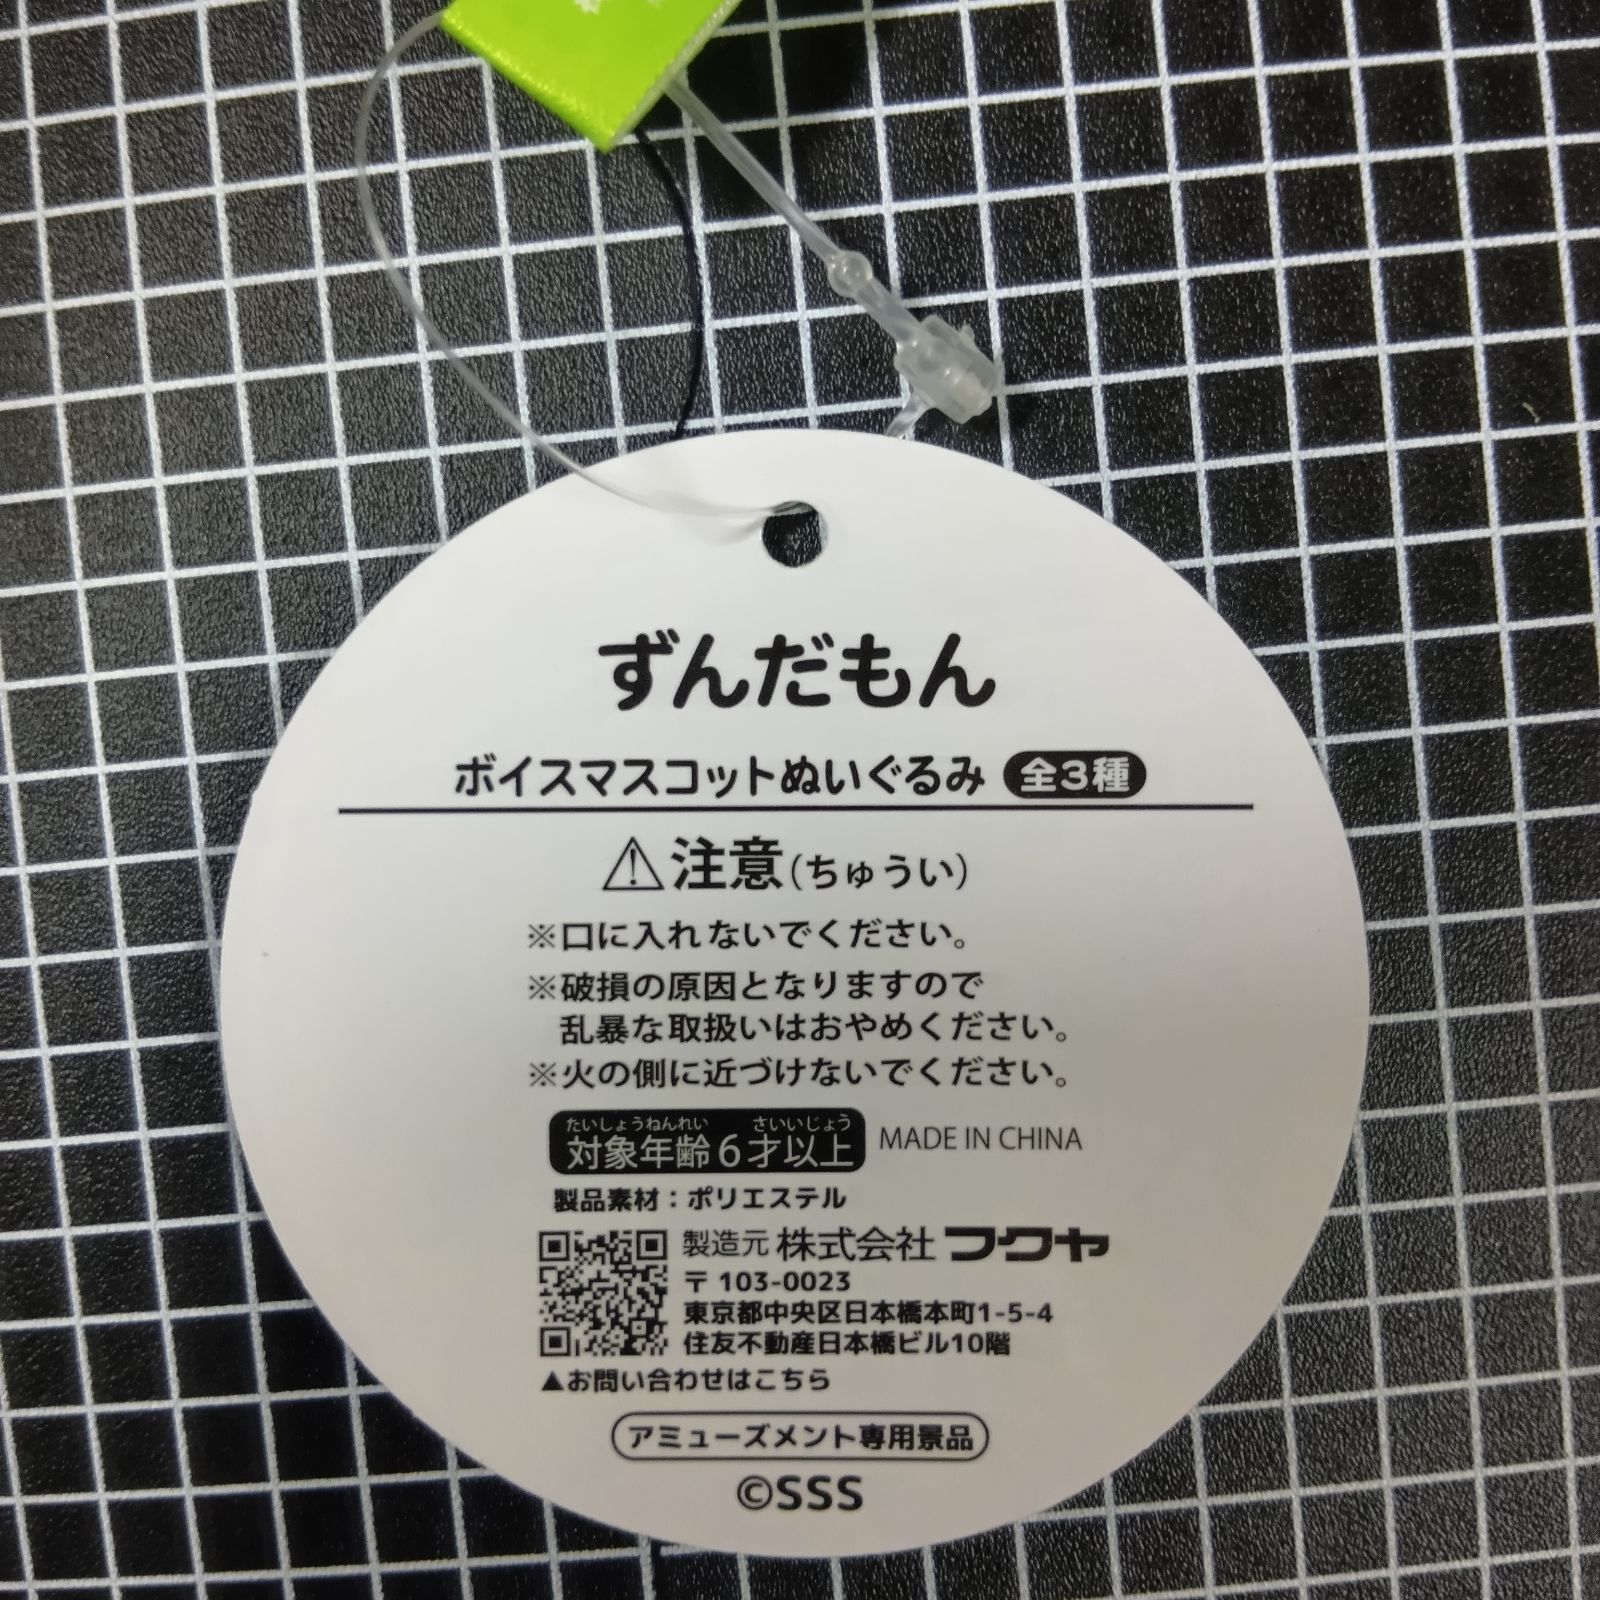 ずんだもん
ボイスマスコットぬいぐるみ 全3種
⚠注意(ちゅうい)
※口に入れないでください。
※破損の原因となりますので
乱暴な取扱いはおやめください。
※火の側に近づけないでください。
たいしょうねんれい さいいじょう
対象年齢6才以上 MADE IN CHINA
製品素材:ポリエステル
製造元 株式会社フクヤ
〒103-0023
東京都中央区日本橋本町1-5-4
住友不動産日本橋ビル10階
▲お問い合わせはこちら
アミューズメント専用景品
©SSS